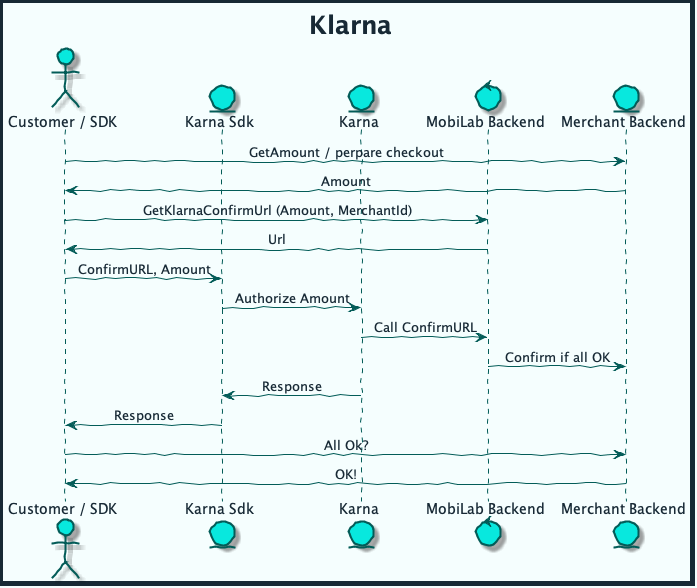 Klarna
Customer / SDK
Karna Sdk
Karna
MobiLab Backend
Merchant Backend
GetAmount / perpare checkout
Amount
GetKlarnaConfirmUrl (Amount, MerchantId)
Url
ConfirmURL, Amount
Authorize Amount
Call ConfirmURL
Confirm if all OK
Response
Response
All Ok?
OK!
Customer / SDK
Karna Sdk
Karna
MobiLab Backend
Merchant Backend